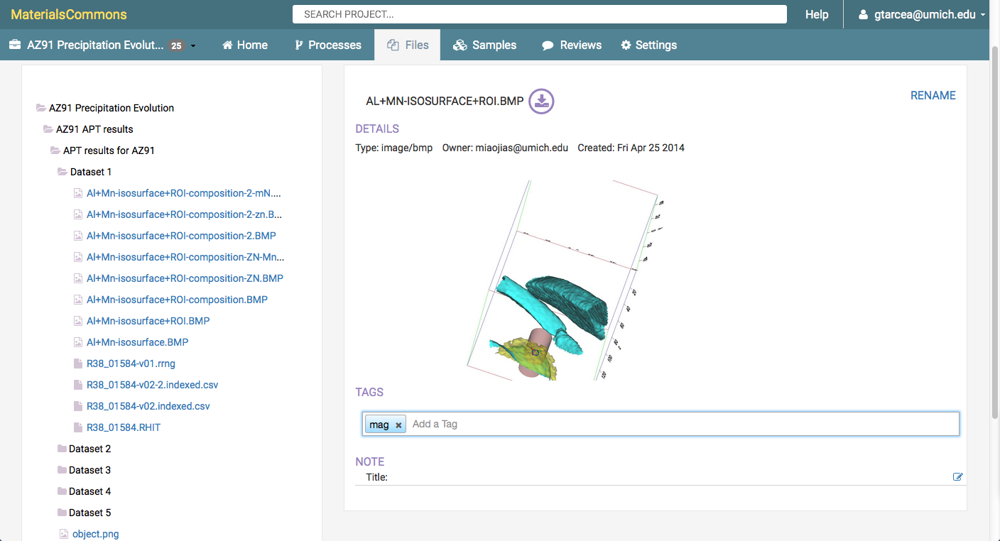 MaterialsCommons
SEARCH PROJECT...
Help
gtarcea@umich.edu
AZ91 Precipitation Evolut... 25
Home
Processes
Files
Samples
Reviews
Settings
AZ91 Precipitation Evolution
AZ91 APT results
APT results for AZ91
Dataset 1
Al+Mn-isosurface+ROI-composition-2-mN....
Al+Mn-isosurface+ROI-composition-2-zn.B...
Al+Mn-isosurface+ROI-composition-2.BMP
Al+Mn-isosurface+ROI-composition-ZN-Mn...
Al+Mn-isosurface+ROI-composition-ZN.BMP
Al+Mn-isosurface+ROI-composition.BMP
Al+Mn-isosurface+ROI.BMP
Al+Mn-isosurface.BMP
R38_01584-v01.rrng
R38_01584-v02-2.indexed.csv
R38_01584-v02.indexed.csv
R38_01584.RHIT
Dataset 2
Dataset 3
Dataset 4
Dataset 5
object.png
AL+MN-ISOSURFACE+ROI.BMP
RENAME
DETAILS
Type: image/bmp Owner: miaojias@umich.edu Created: Fri Apr 25 2014
20
40
60
80
100
120
TAGS
mag Add a Tag
NOTE
Title: